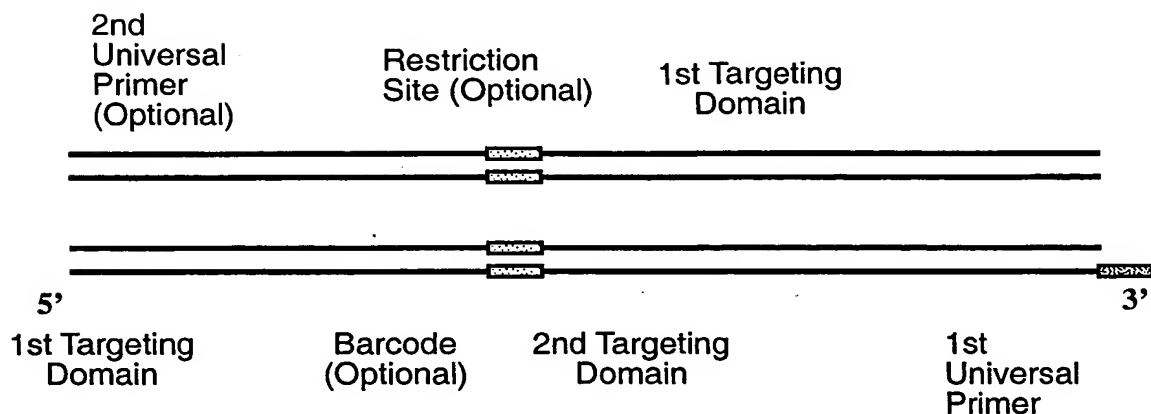 2nd
Universal
Primer
(Optional)
Restriction
Site (Optional)
1st Targeting
Domain
5’
3’
1st Targeting
Domain
Barcode
(Optional)
2nd Targeting
Domain
1st
Universal
Primer